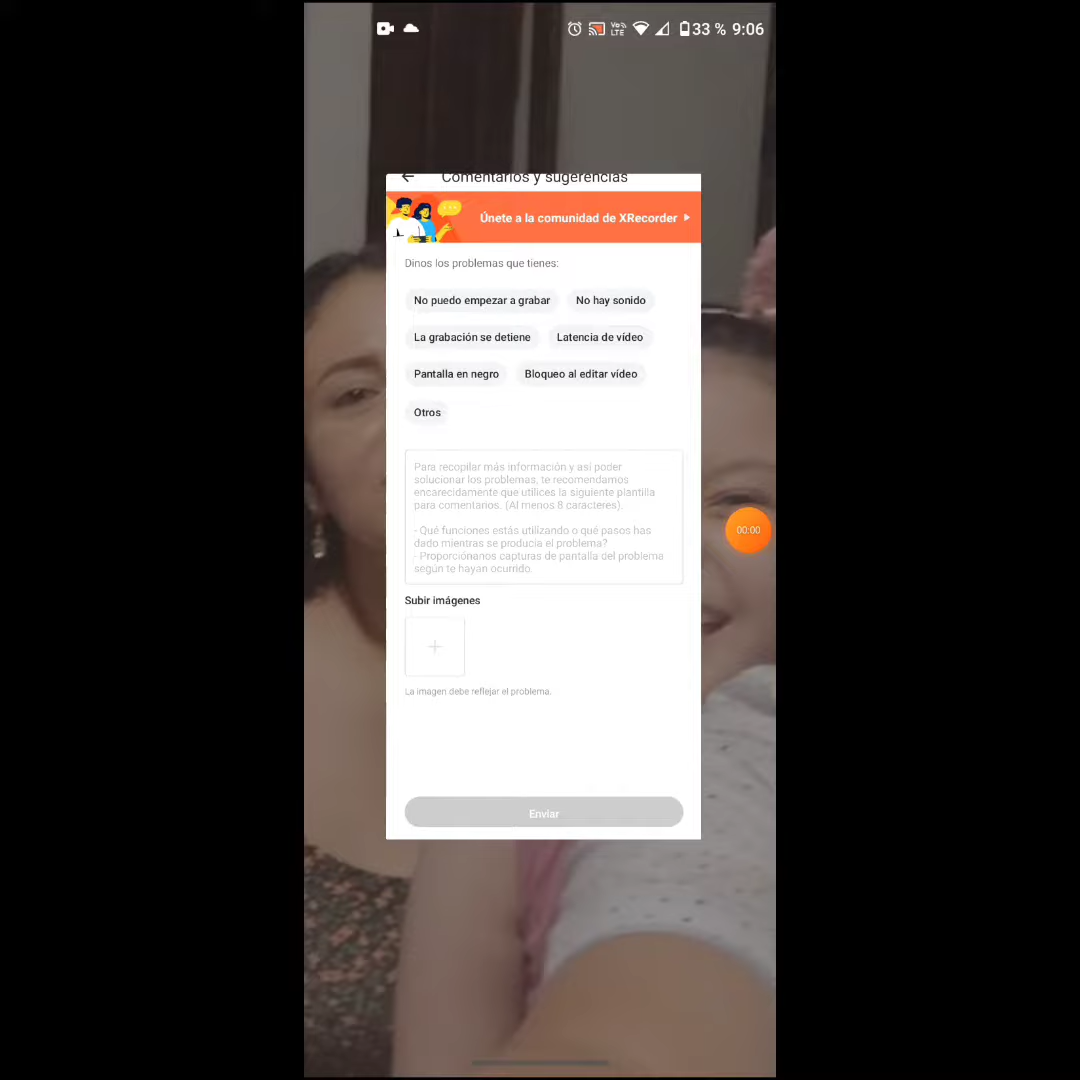 Vo)) LTE 33 % 9:06
Comentarios y sugerencias
Únete a la comunidad de XRecorder
Dinos los problemas que tienes:
No puedo empezar a grabar No hay sonido
La grabación se detiene Latencia de vídeo
Pantalla en negro Bloqueo al editar vídeo
Otros
Para recopilar más información y así poder
solucionar los problemas, te recomendamos
encarecidamente que utilices la siguiente plantilla
para comentarios. (Al menos 8 caracteres).
- Qué funciones estás utilizando o qué pasos has
dado mientras se producía el problema?
- Proporciónanos capturas de pantalla del problema
según te hayan ocurrido.
00:00
Subir imágenes
La imagen debe reflejar el problema.
Enviar